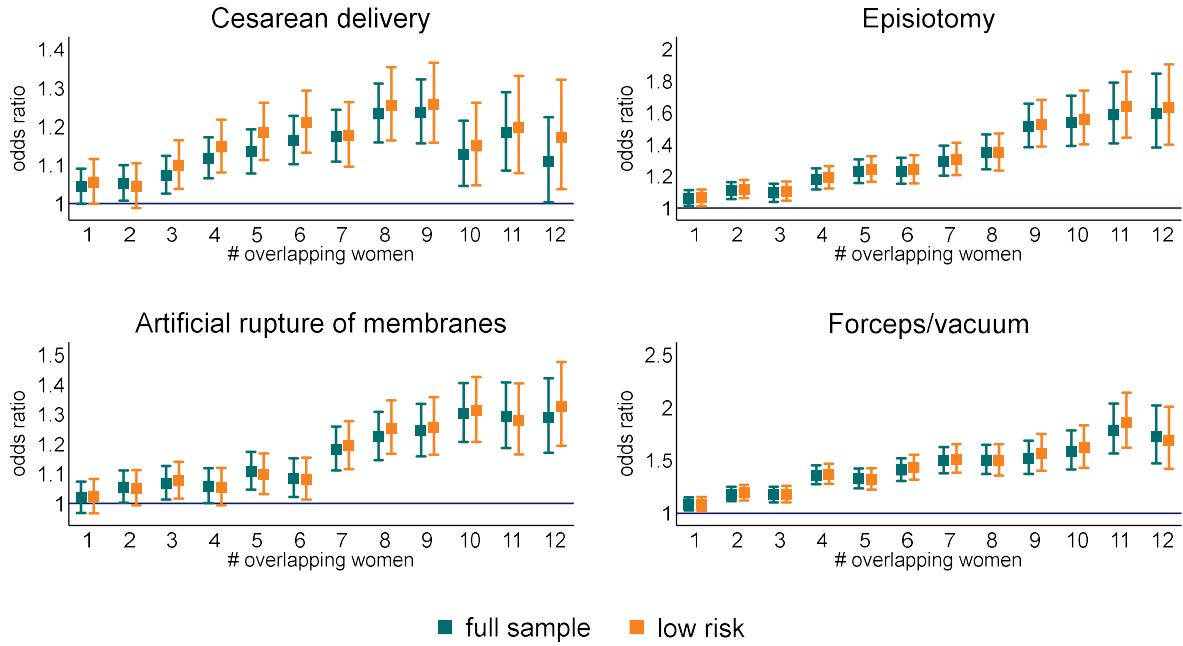 Cesarean delivery
odds ratio
1.4
1.3
1.2
1.1
1
1 2 3 4 5 6 7 8 9 10 11 12
# overlapping women
Episiotomy
odds ratio
2
1.8
1.6
1.4
1.2
1
1 2 3 4 5 6 7 8 9 10 11 12
# overlapping women
Artificial rupture of membranes
odds ratio
1.5
1.4
1.3
1.2
1.1
1
1 2 3 4 5 6 7 8 9 10 11 12
# overlapping women
Forceps/vacuum
odds ratio
2.5
2
1.5
1
1 2 3 4 5 6 7 8 9 10 11 12
# overlapping women
full sample low risk